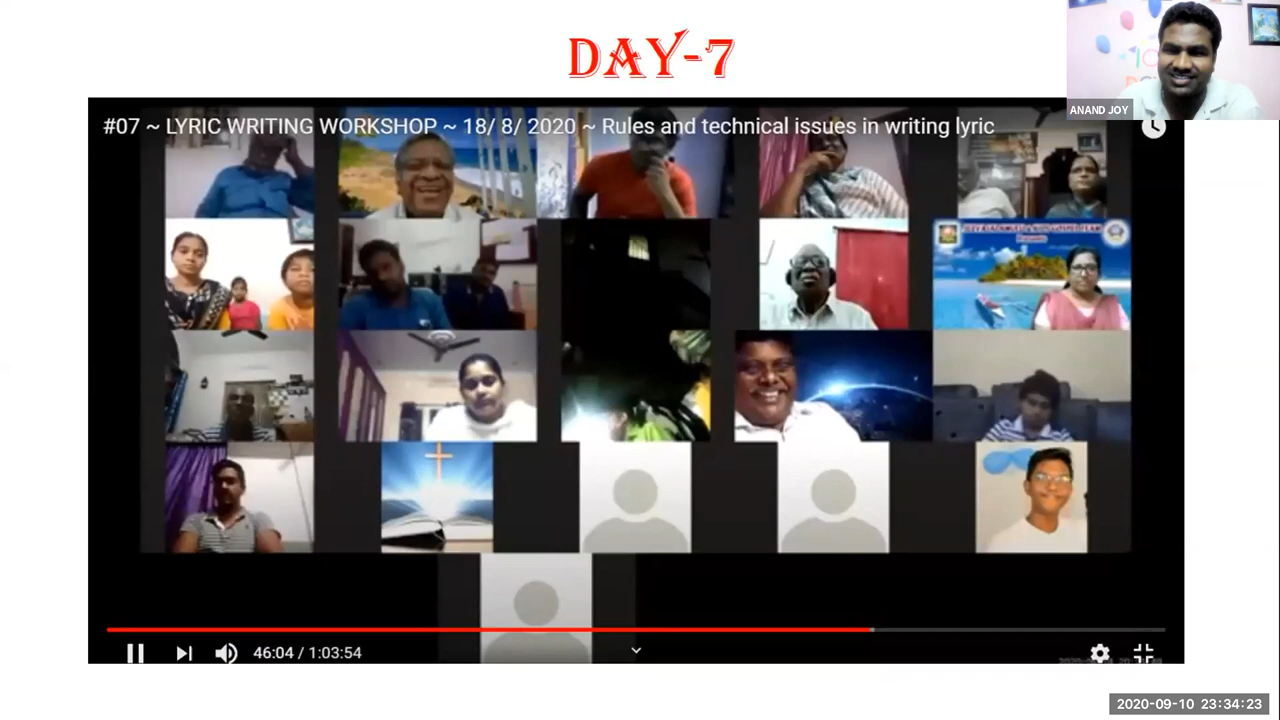 DAY-7
ANAND JOY
#07 ~ LYRIC WRITING WORKSHOP ~ 18/ 8/ 2020 ~ Rules and technical issues in writing lyric
46:04 / 1:03:54
2020-09-10 23:34:23